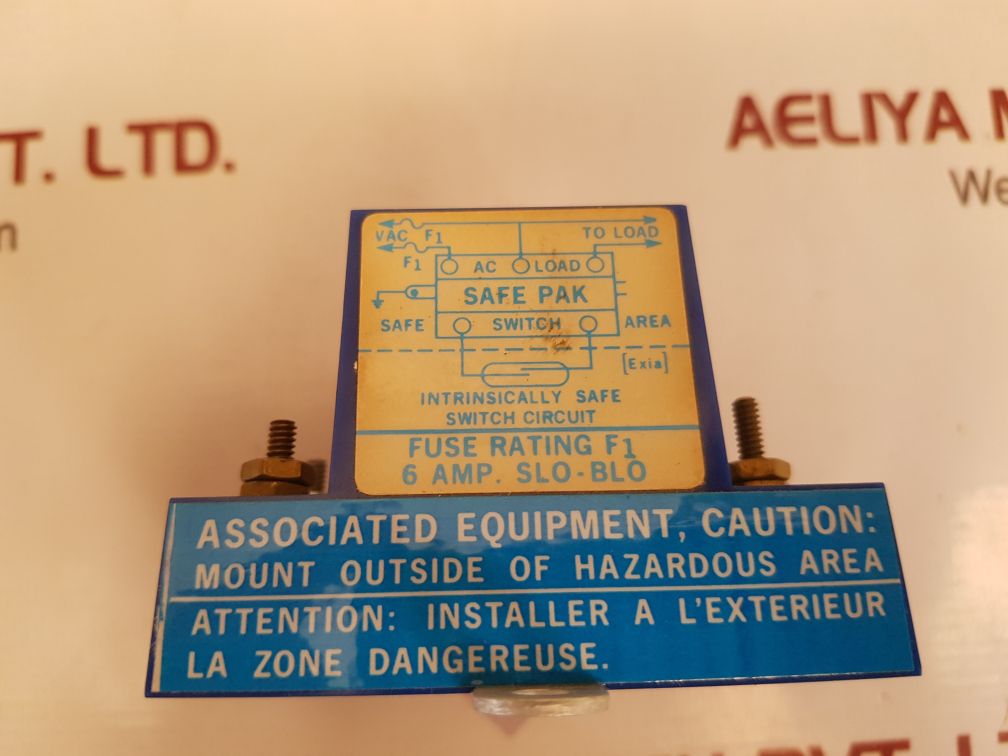 T. LTD.
AELIYA
We
VAC F1
TO LOAD
F1
AC LOAD
SAFE PAK
SAFE SWITCH AREA
[Exia]
INTRINSICALLY SAFE
SWITCH CIRCUIT
FUSE RATING F1
6 AMP. SLO-BLO
ASSOCIATED EQUIPMENT, CAUTION:
MOUNT OUTSIDE OF HAZARDOUS AREA
ATTENTION: INSTALLER A L'EXTERIEUR
LA ZONE DANGEREUSE.